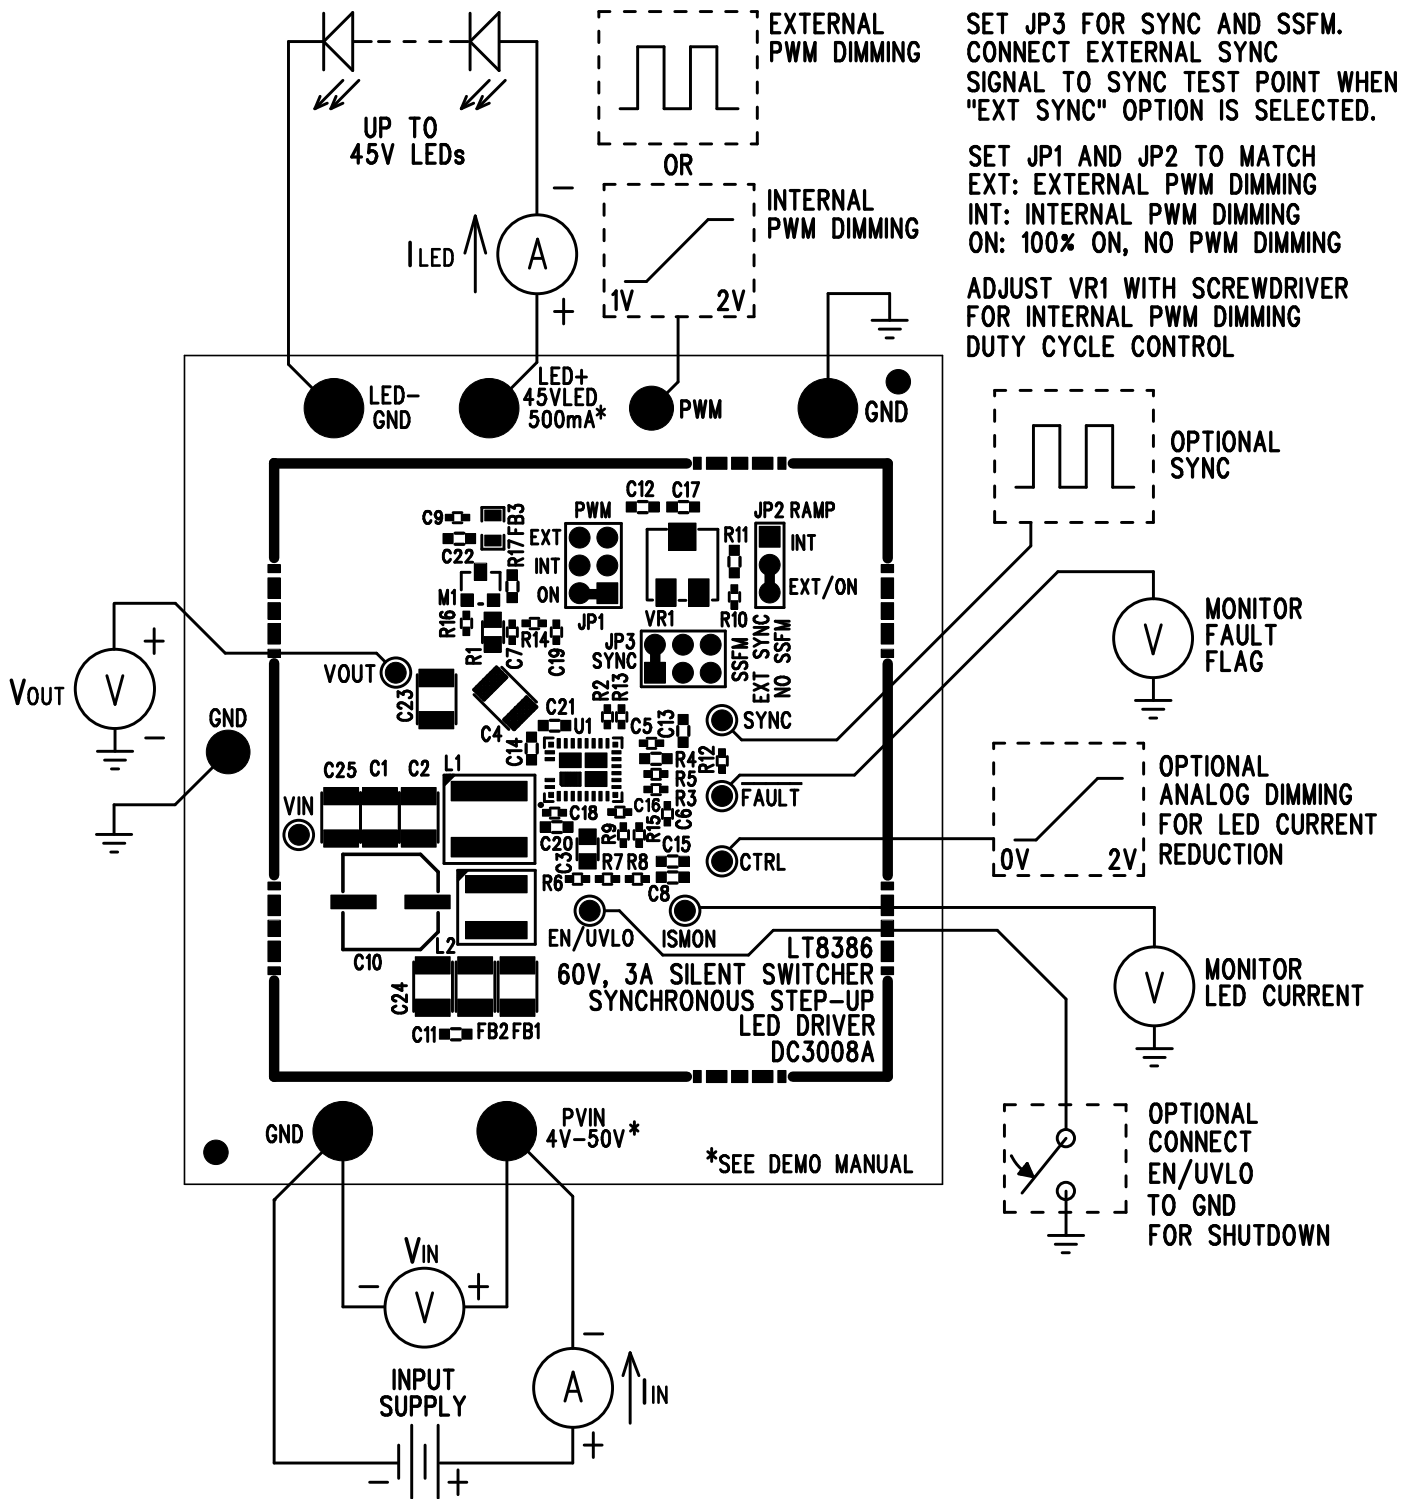 EXTERNAL
PWM DIMMING
SET JP3 FOR SYNC AND SSFM.
CONNECT EXTERNAL SYNC
SIGNAL TO SYNC TEST POINT WHEN
"EXT SYNC" OPTION IS SELECTED.
UP TO
45V LEDs
OR
SET JP1 AND JP2 TO MATCH
EXT: EXTERNAL PWM DIMMING
INT: INTERNAL PWM DIMMING
ON: 100% ON, NO PWM DIMMING
INTERNAL
PWM DIMMING
1V 2V
ILED
−
A
+
ADJUST VR1 WITH SCREWDRIVER
FOR INTERNAL PWM DIMMING
DUTY CYCLE CONTROL
LED-
GND
LED+
45VLED
500mA*
PWM
GND
OPTIONAL
SYNC
C12 C17
C9
FB3
C22
R17
PWM
EXT
INT
ON
JP1
R11
JP2 RAMP
INT
EXT/ON
M1
R16
R1
C7
R14
C19
VR1
R10
JP3
SYNC
SSFM
EXT SYNC
NO SSFM
MONITOR
FAULT
FLAG
V
VOUT
+
V
−
VOUT
GND
C23
C4
C21
C14
U1
R2
R13
C5
C13
SYNC
R4
R5
R3
R12
FAULT
C25 C1 C2 L1
VIN
C18
C20
C16
C6
R9
R15
C3
C15
CTRL
OPTIONAL
ANALOG DIMMING
FOR LED CURRENT
REDUCTION
0V 2V
R6
R7 R8
C8
EN/UVLO
ISMON
C10
L2
C24
C11
FB2 FB1
LT8386
60V, 3A SILENT SWITCHER
SYNCHRONOUS STEP-UP
LED DRIVER
DC3008A
V
MONITOR
LED CURRENT
GND
PVIN
4V-50V*
*SEE DEMO MANUAL
OPTIONAL
CONNECT
EN/UVLO
TO GND
FOR SHUTDOWN
VIN
−
V
+
INPUT
SUPPLY
−
A
+
IIN
−
+